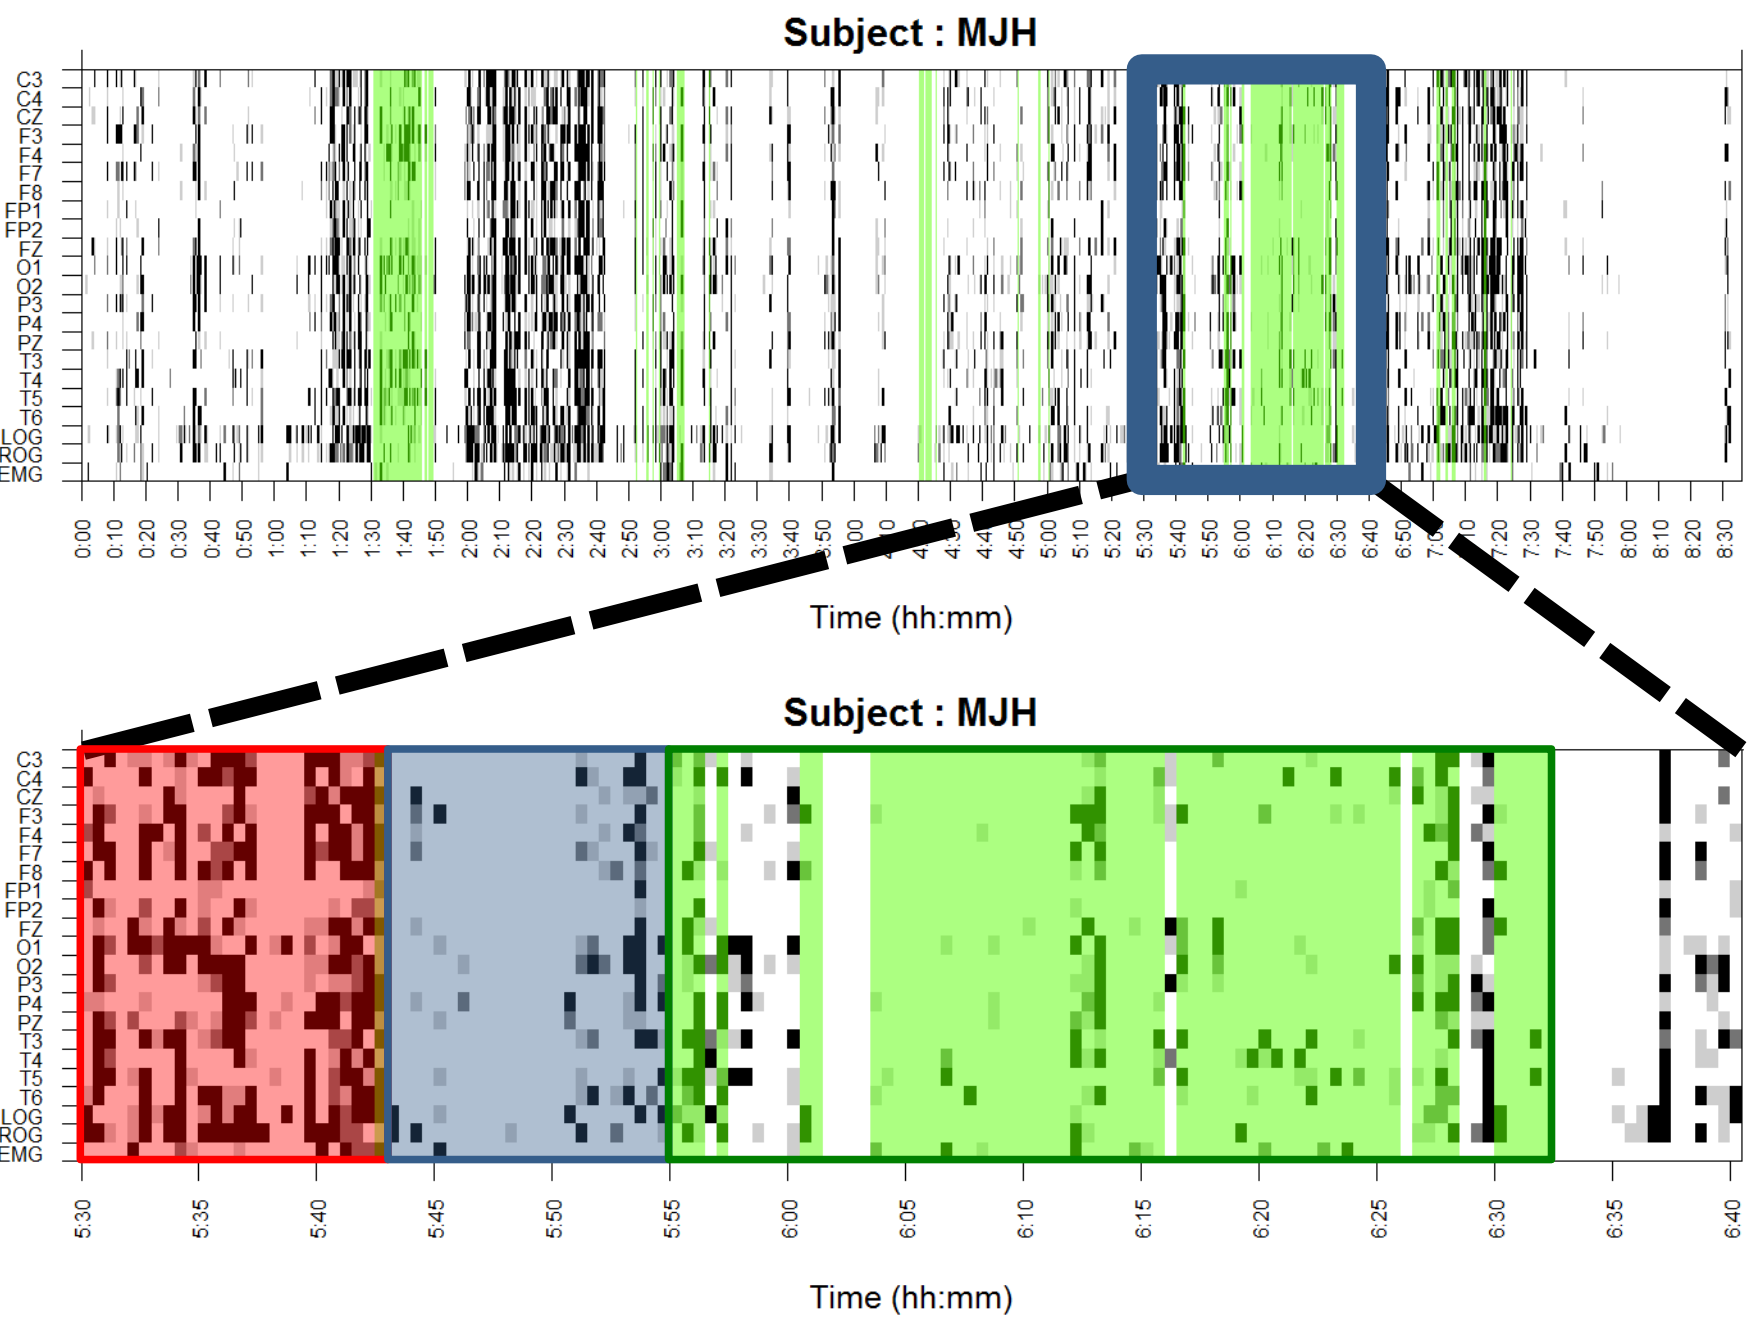 Subject : MJH
C3
C4
CZ
F3
F4
F7
F8
FP1
FP2
FZ
O1
O2
P3
P4
PZ
T3
T4
T5
T6
LOG
ROG
EMG
0:00
0:10
0:20
0:30
0:40
0:50
1:00
1:10
1:20
1:30
1:40
1:50
2:00
2:10
2:20
2:30
2:40
2:50
3:00
3:10
3:20
3:30
3:40
5:00
5:10
5:20
5:30
5:40
5:50
6:00
6:10
6:20
6:30
6:40
6:50
7:20
7:30
7:40
7:50
8:00
8:10
8:20
8:30
Time (hh:mm)
Subject : MJH
C3
C4
CZ
F3
F4
F7
F8
FP1
FP2
FZ
O1
O2
P3
P4
PZ
T3
T4
T5
T6
LOG
ROG
EMG
5:30
5:35
5:40
5:45
5:50
5:55
6:00
6:05
6:10
6:15
6:20
6:25
6:30
6:35
6:40
Time (hh:mm)